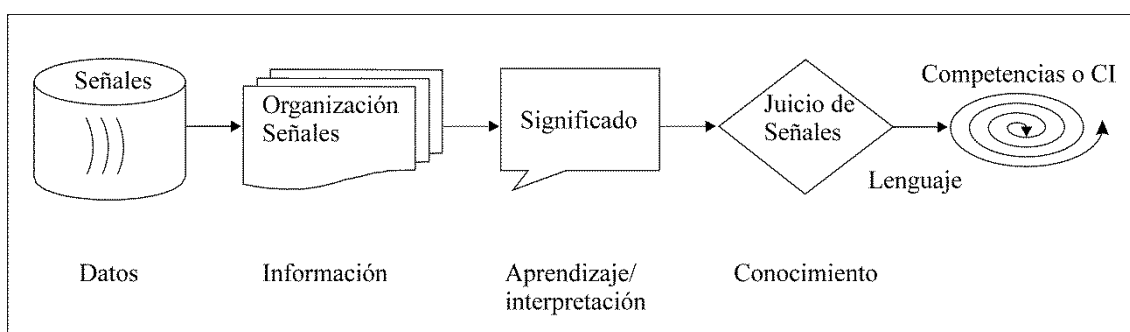 Señales
Organización
Señales
Significado
Juicio de
Señales
Lenguaje
Competencias o CI
Datos
Información
Aprendizaje/
interpretación
Conocimiento